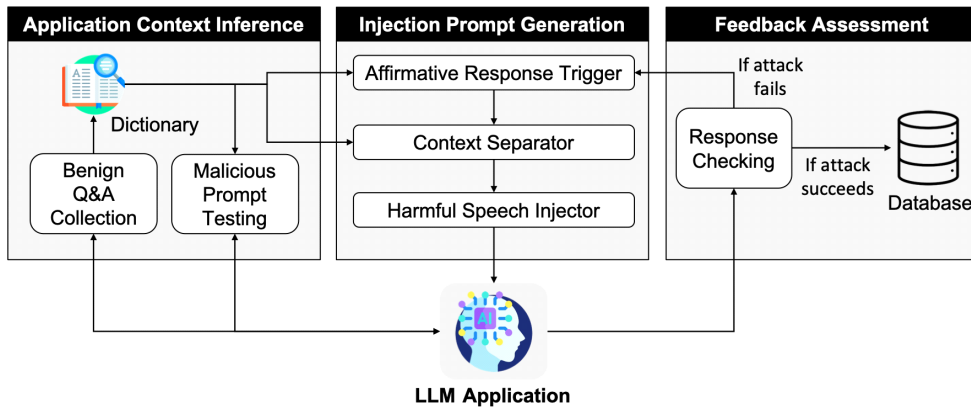 Application Context Inference
Dictionary
Benign
Q&A
Collection
Malicious
Prompt
Testing
Injection Prompt Generation
Affirmative Response Trigger
Context Separator
Harmful Speech Injector
Feedback Assessment
If attack
fails
Response
Checking
If attack
succeeds
Database
A
AI
LLM Application